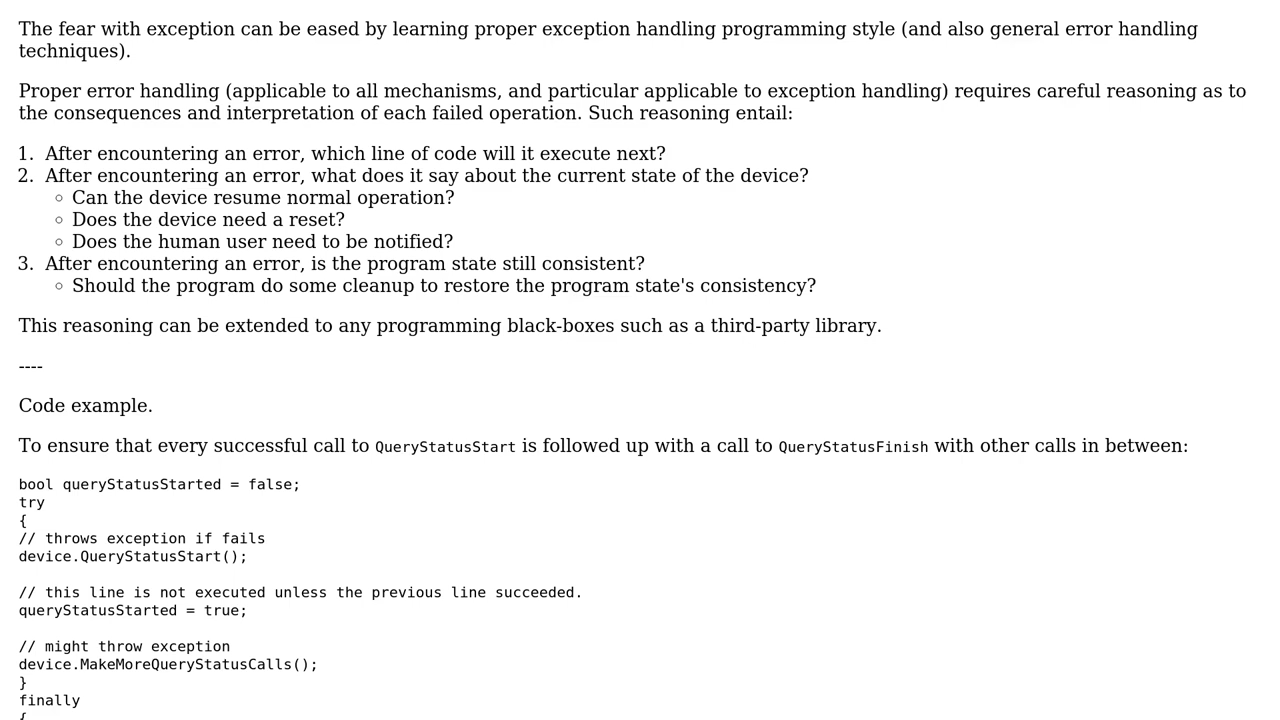 The fear with exception can be eased by learning proper exception handling programming style (and also general error handling
techniques).
Proper error handling (applicable to all mechanisms, and particular applicable to exception handling) requires careful reasoning as to
the consequences and interpretation of each failed operation. Such reasoning entail:
1. After encountering an error, which line of code will it execute next?
2. After encountering an error, what does it say about the current state of the device?
◦ Can the device resume normal operation?
◦ Does the device need a reset?
◦ Does the human user need to be notified?
3. After encountering an error, is the program state still consistent?
◦ Should the program do some cleanup to restore the program state's consistency?
This reasoning can be extended to any programming black-boxes such as a third-party library.
----
Code example.
To ensure that every successful call to QueryStatusStart is followed up with a call to QueryStatusFinish with other calls in between:
bool queryStatusStarted = false;
try
{
// throws exception if fails
device.QueryStatusStart();
// this line is not executed unless the previous line succeeded.
queryStatusStarted = true;
// might throw exception
device.MakeMoreQueryStatusCalls();
}
finally
{